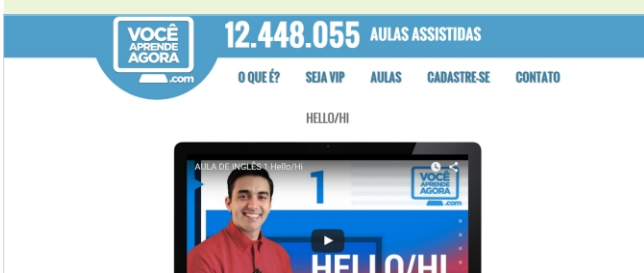 VOCÊ
APRENDE
AGORA
.com
12.448.055 AULAS ASSISTIDAS
O QUE É? SEJA VIP AULAS CADASTRE-SE CONTATO
HELLO/HI
AULA DE INGLÊS 1 Hello/Hi
1
VOCÊ
APRENDE
AGORA
.com
HELLO/HI